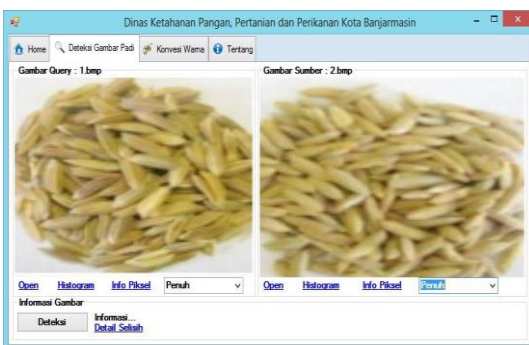 Dinas Ketahanan Pangan, Pertanian dan Perikanan Kota Banjarmasin
Home Deteksi Gambar Padi Konvesi Warna Tentang
Gambar Query : 1.bmp Gambar Sumber : 2.bmp
Open Histogram Info Piksel Penuh Open Histogram Info Piksel Penuh
Informasi Gambar
Deteksi Informasi...
Detail Selisih